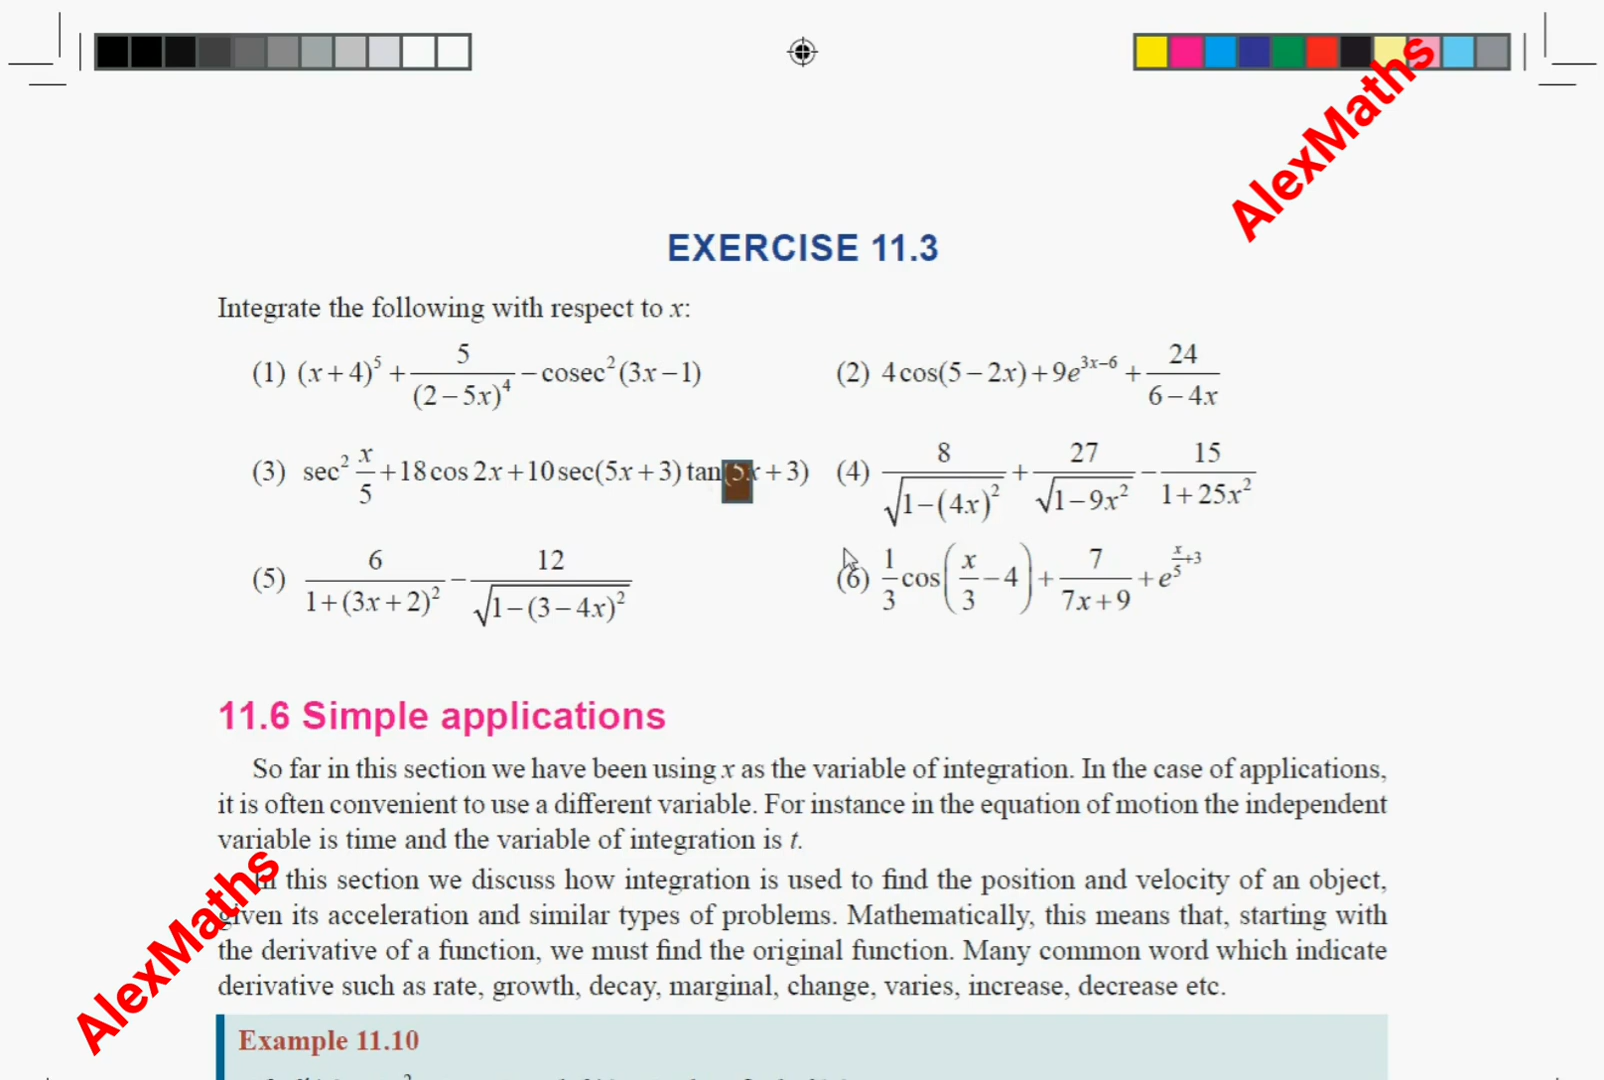 AlexMaths
EXERCISE 11.3
Integrate the following with respect to x:
(1) (x+4)^5 + 5/(2−5x)^4 − cosec^2(3x−1) (2) 4cos(5−2x)+9e^(3x−6) + 24/(6−4x)
(3) sec^2 x/5 +18cos2x+10sec(5x+3)tan(5x+3) (4) 8/√(1−(4x)^2) + 27/√(1−9x^2) − 15/(1+25x^2)
(5) 6/(1+(3x+2)^2) − 12/√(1−(3−4x)^2) (6) 1/3 cos(x/3 −4) + 7/(7x+9) + e^(x/5+3)
11.6 Simple applications
So far in this section we have been using x as the variable of integration. In the case of applications,
it is often convenient to use a different variable. For instance in the equation of motion the independent
variable is time and the variable of integration is t.
In this section we discuss how integration is used to find the position and velocity of an object,
given its acceleration and similar types of problems. Mathematically, this means that, starting with
the derivative of a function, we must find the original function. Many common word which indicate
derivative such as rate, growth, decay, marginal, change, varies, increase, decrease etc.
AlexMaths
Example 11.10